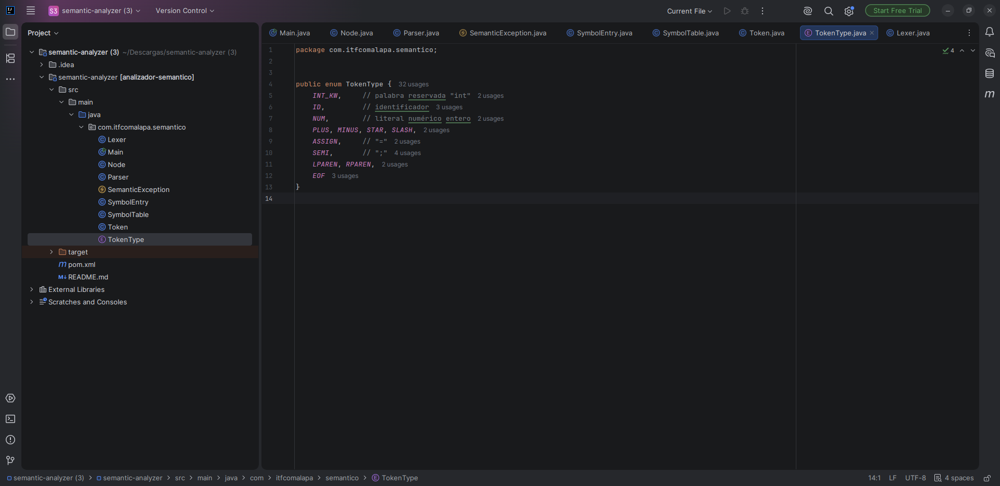 S3 semantic-analyzer (3) Version Control Current File Start Free Trial
Project
semantic-analyzer (3) ~/Descargas/semantic-analyzer (3)
.idea
semantic-analyzer [analizador-semantico]
src
main
java
com.itfcomalapa.semantico
Lexer
Main
Node
Parser
SemanticException
SymbolEntry
SymbolTable
Token
TokenType
target
pom.xml
README.md
External Libraries
Scratches and Consoles
Main.java Node.java Parser.java SemanticException.java SymbolEntry.java SymbolTable.java Token.java TokenType.java Lexer.java
4
1 package com.itfcomalapa.semantico;
2
3
4 public enum TokenType { 32 usages
5 INT_KW, // palabra reservada "int" 2 usages
6 ID, // identificador 3 usages
7 NUM, // literal numérico entero 2 usages
8 PLUS, MINUS, STAR, SLASH, 2 usages
9 ASSIGN, // "=" 2 usages
10 SEMI, // ";" 4 usages
11 LPAREN, RPAREN, 2 usages
12 EOF 3 usages
13 }
14
semantic-analyzer (3) > semantic-analyzer > src > main > java > com > itfcomalapa > semantico > TokenType 14:1 LF UTF-8 4 spaces